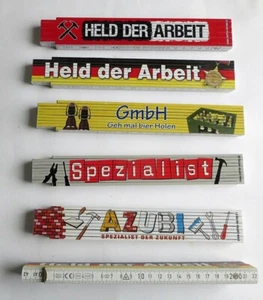 HELD DER ARBEIT
Held der Arbeit
GmbH
Geh mal bier Holen
Spezialist
AZUBI
SPEZIALIST DER ZUKUNFT